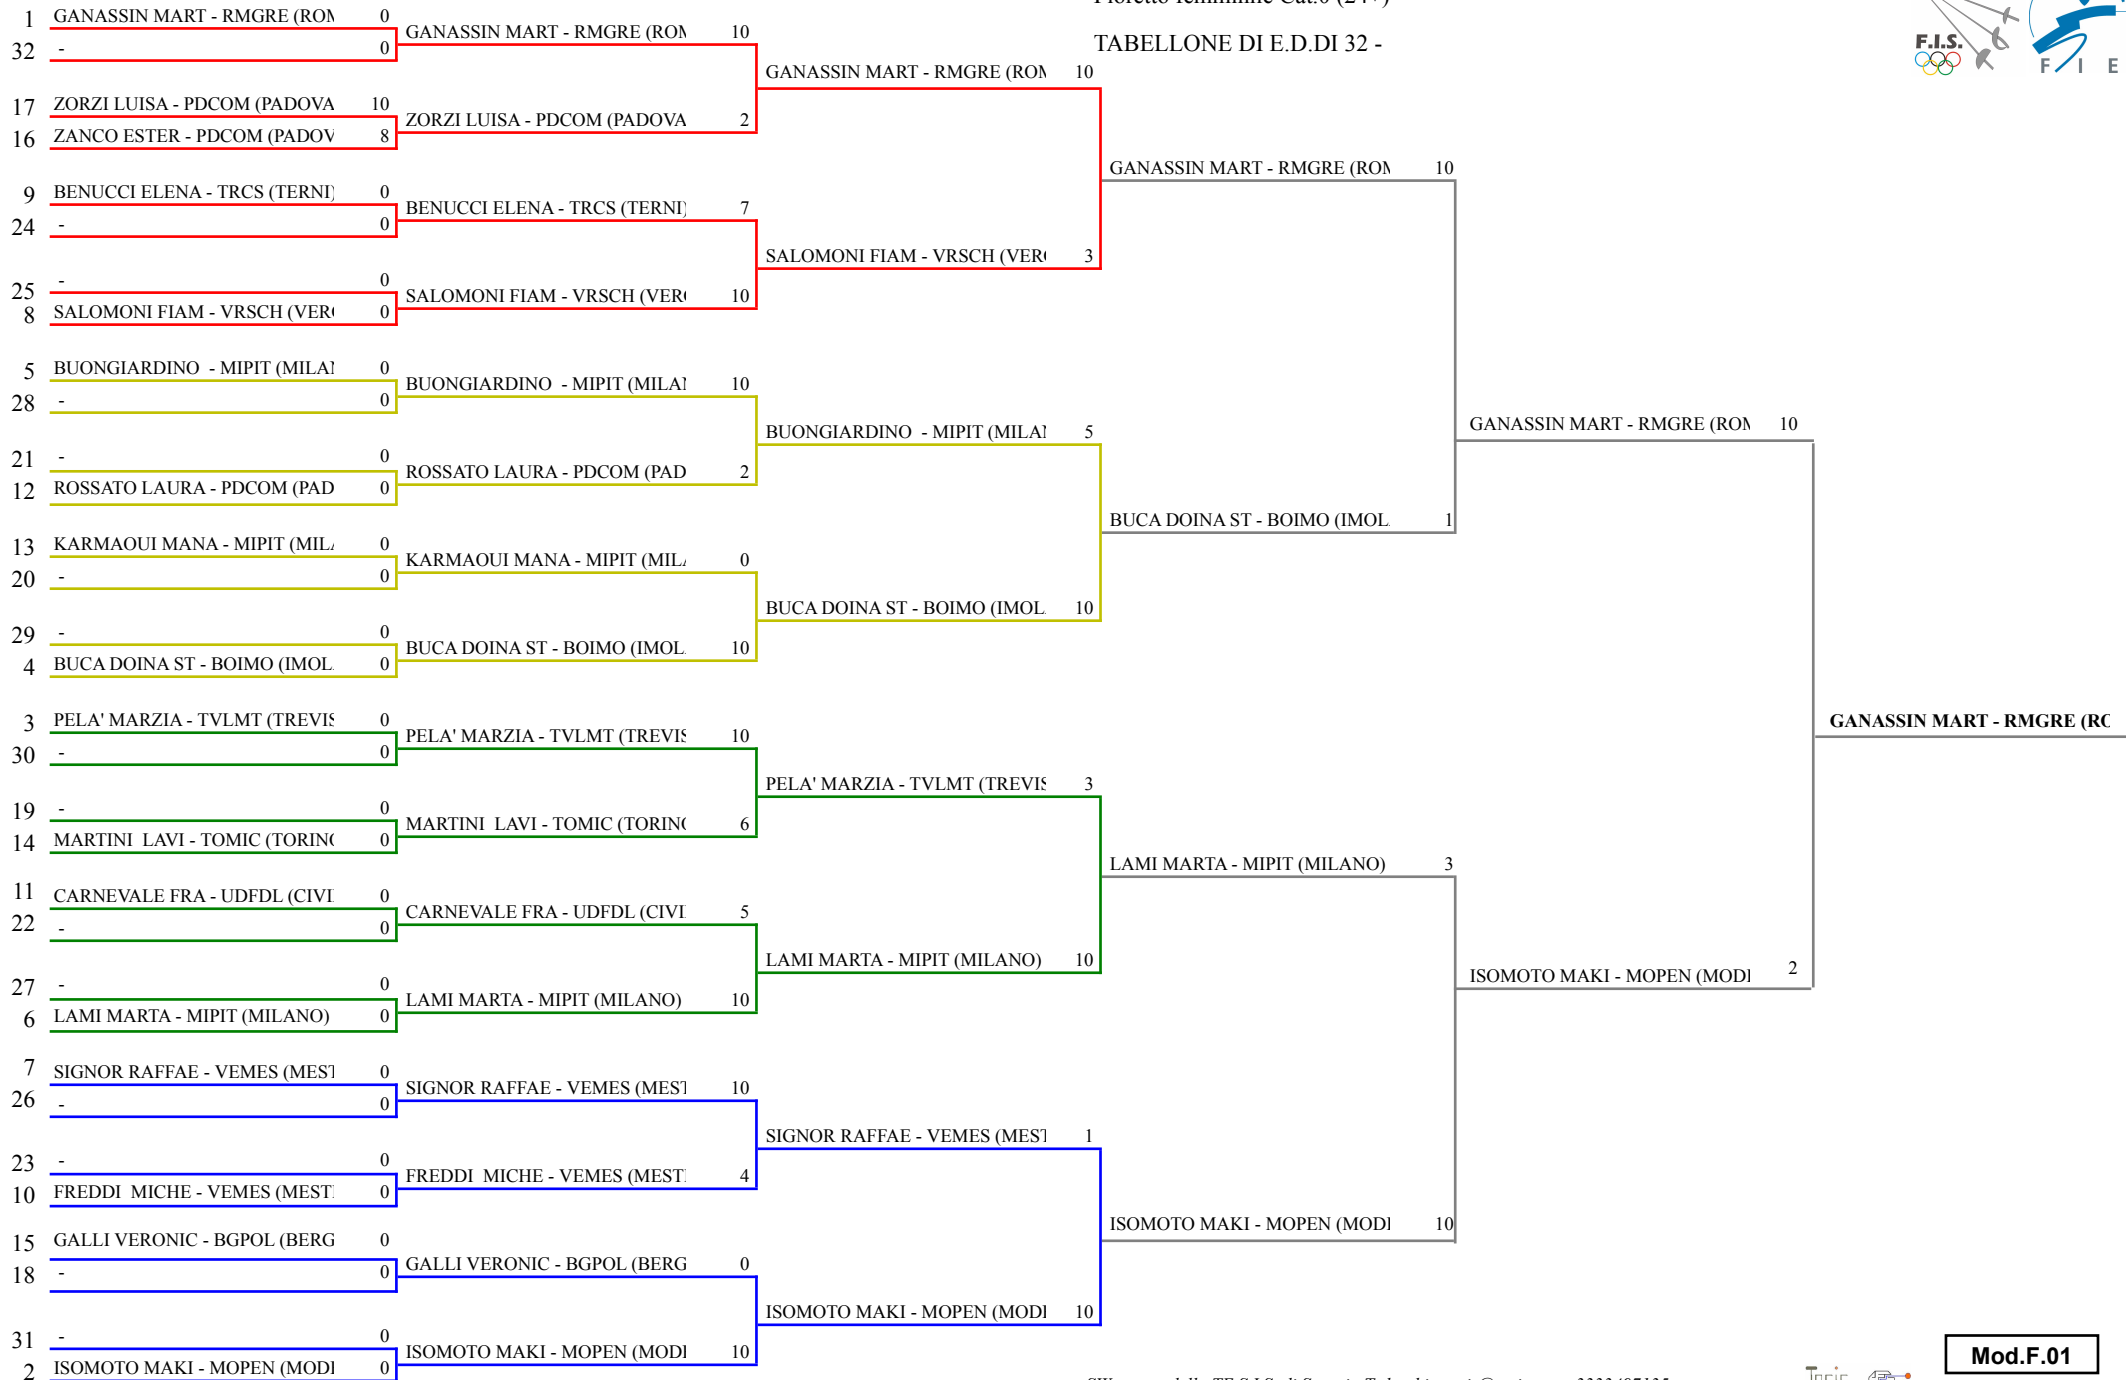 TABELLONE DI E.D.DI 32 -
F.I.S.
F I E
1 GANASSIN MART - RMGRE (ROM 0
32 - 0
17 ZORZI LUISA - PDCOM (PADOVA 10
16 ZANCO ESTER - PDCOM (PADOV 8
9 BENUCCI ELENA - TRCS (TERNI) 0
24 - 0
25 - 0
8 SALOMONI FIAM - VRSCH (VER 0
5 BUONGIARDINO - MIPIT (MILA 0
28 - 0
21 - 0
12 ROSSATO LAURA - PDCOM (PAD 0
13 KARMAOUI MANA - MIPIT (MIL 0
20 - 0
29 - 0
4 BUCA DOINA ST - BOIMO (IMOL 0
3 PELA' MARZIA - TVLMT (TREVIS 0
30 - 0
19 - 0
14 MARTINI LAVI - TOMIC (TORIN 0
11 CARNEVALE FRA - UDFDL (CIVI 0
22 - 0
27 - 0
6 LAMI MARTA - MIPIT (MILANO) 0
7 SIGNOR RAFFAE - VEMES (MEST 0
26 - 0
23 - 0
10 FREDDI MICHE - VEMES (MEST 0
15 GALLI VERONIC - BGPOL (BERG 0
18 - 0
31 - 0
2 ISOMOTO MAKI - MOPEN (MODI 0
GANASSIN MART - RMGRE (ROM 10
ZORZI LUISA - PDCOM (PADOVA 2
BENUCCI ELENA - TRCS (TERNI) 7
SALOMONI FIAM - VRSCH (VER 10
BUONGIARDINO - MIPIT (MILA 10
ROSSATO LAURA - PDCOM (PAD 2
KARMAOUI MANA - MIPIT (MIL 0
BUCA DOINA ST - BOIMO (IMOL 10
PELA' MARZIA - TVLMT (TREVIS 10
MARTINI LAVI - TOMIC (TORIN 6
CARNEVALE FRA - UDFDL (CIVI 5
LAMI MARTA - MIPIT (MILANO) 10
SIGNOR RAFFAE - VEMES (MEST 10
FREDDI MICHE - VEMES (MEST 4
GALLI VERONIC - BGPOL (BERG 0
ISOMOTO MAKI - MOPEN (MODI 10
GANASSIN MART - RMGRE (ROM 10
SALOMONI FIAM - VRSCH (VER 3
BUONGIARDINO - MIPIT (MILA 5
BUCA DOINA ST - BOIMO (IMOL 10
PELA' MARZIA - TVLMT (TREVIS 3
LAMI MARTA - MIPIT (MILANO) 10
SIGNOR RAFFAE - VEMES (MEST 1
ISOMOTO MAKI - MOPEN (MODI 10
GANASSIN MART - RMGRE (ROM 10
BUCA DOINA ST - BOIMO (IMOL 1
LAMI MARTA - MIPIT (MILANO) 3
ISOMOTO MAKI - MOPEN (MODI 10
GANASSIN MART - RMGRE (ROM 10
ISOMOTO MAKI - MOPEN (MODI 2
GANASSIN MART - RMGRE (RO
Mod.F.01